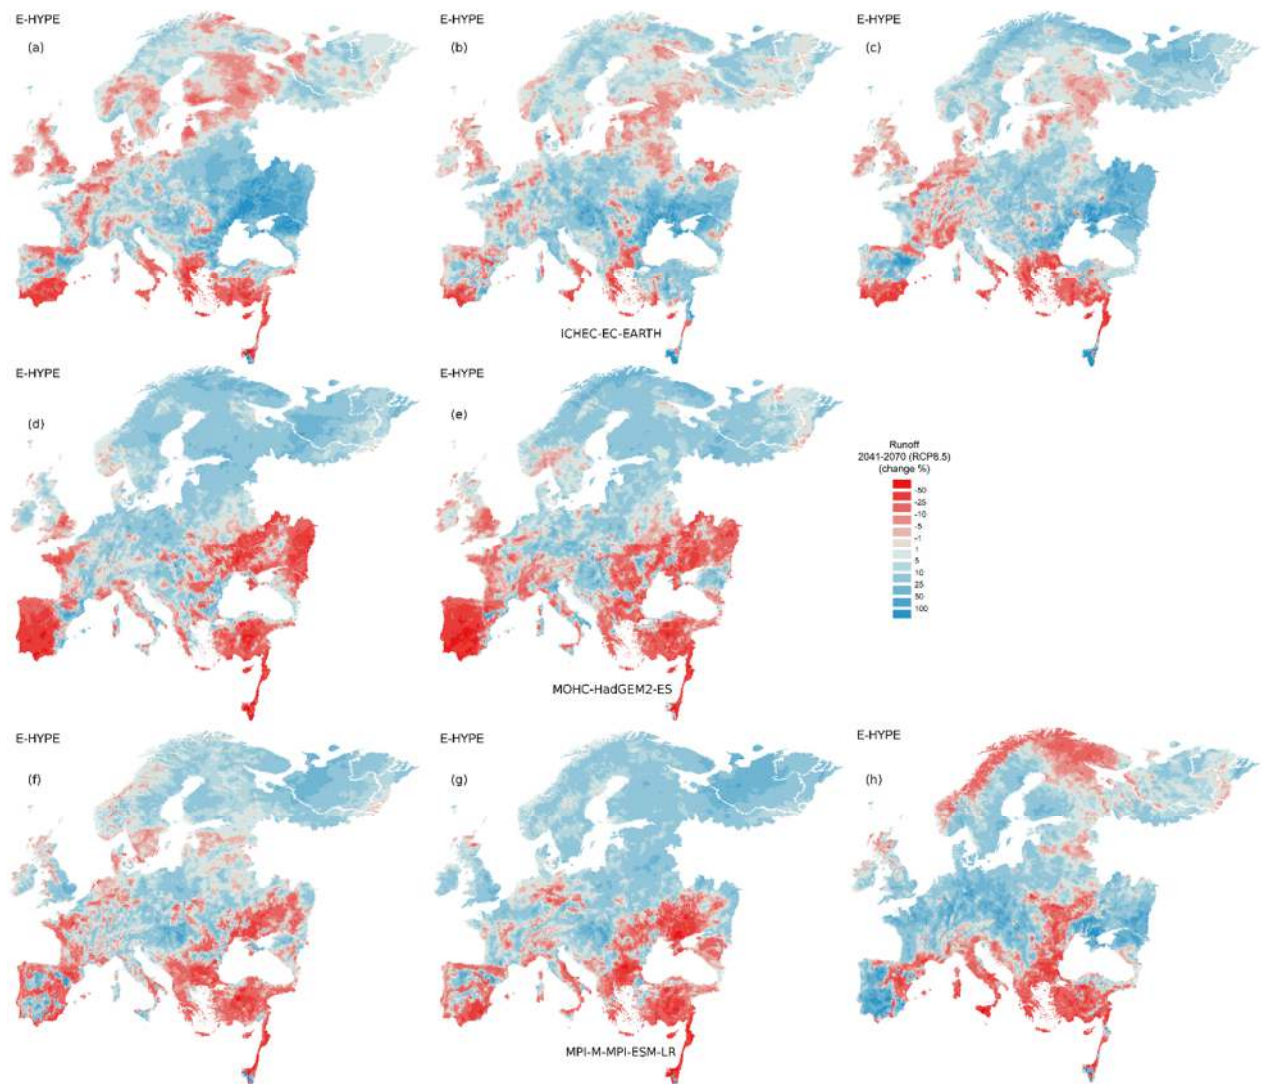 E-HYPE
E-HYPE
E-HYPE
(a)
(b)
(c)
ICHEC-EC-EARTH
E-HYPE
E-HYPE
(d)
(e)
Runoff
2041-2070 (RCP8.5)
(change %)
-50
-25
-10
-5
-1
1
5
10
25
50
100
MOHC-HadGEM2-ES
E-HYPE
E-HYPE
E-HYPE
(f)
(g)
(h)
MPI-M-MPI-ESM-LR